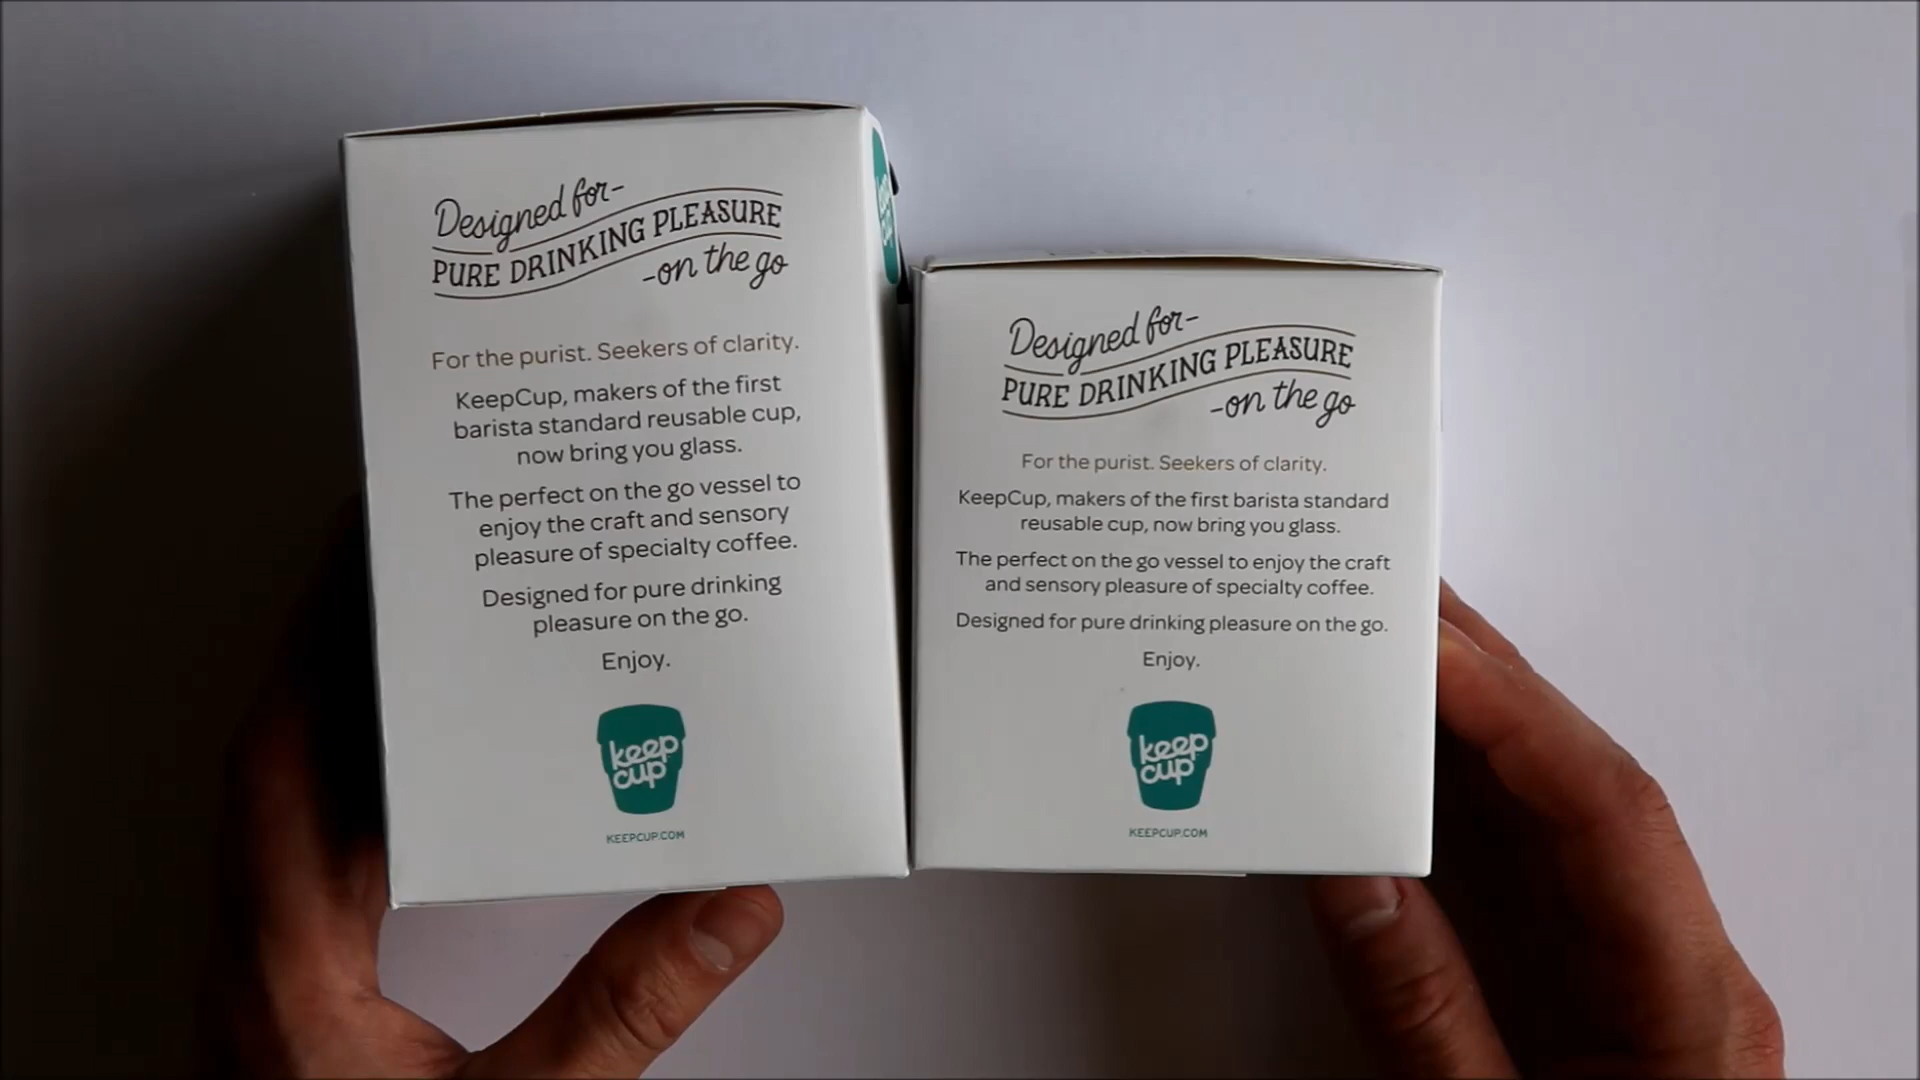 Designed for-
PURE DRINKING PLEASURE
-on the go
For the purist. Seekers of clarity.
KeepCup, makers of the first
barista standard reusable cup,
now bring you glass.
The perfect on the go vessel to
enjoy the craft and sensory
pleasure of specialty coffee.
Designed for pure drinking
pleasure on the go.
Enjoy.
keep
cup
KEEPCUP.COM
Designed for-
PURE DRINKING PLEASURE
-on the go
For the purist. Seekers of clarity.
KeepCup, makers of the first barista standard
reusable cup, now bring you glass.
The perfect on the go vessel to enjoy the craft
and sensory pleasure of specialty coffee.
Designed for pure drinking pleasure on the go.
Enjoy.
keep
cup
KEEPCUP.COM